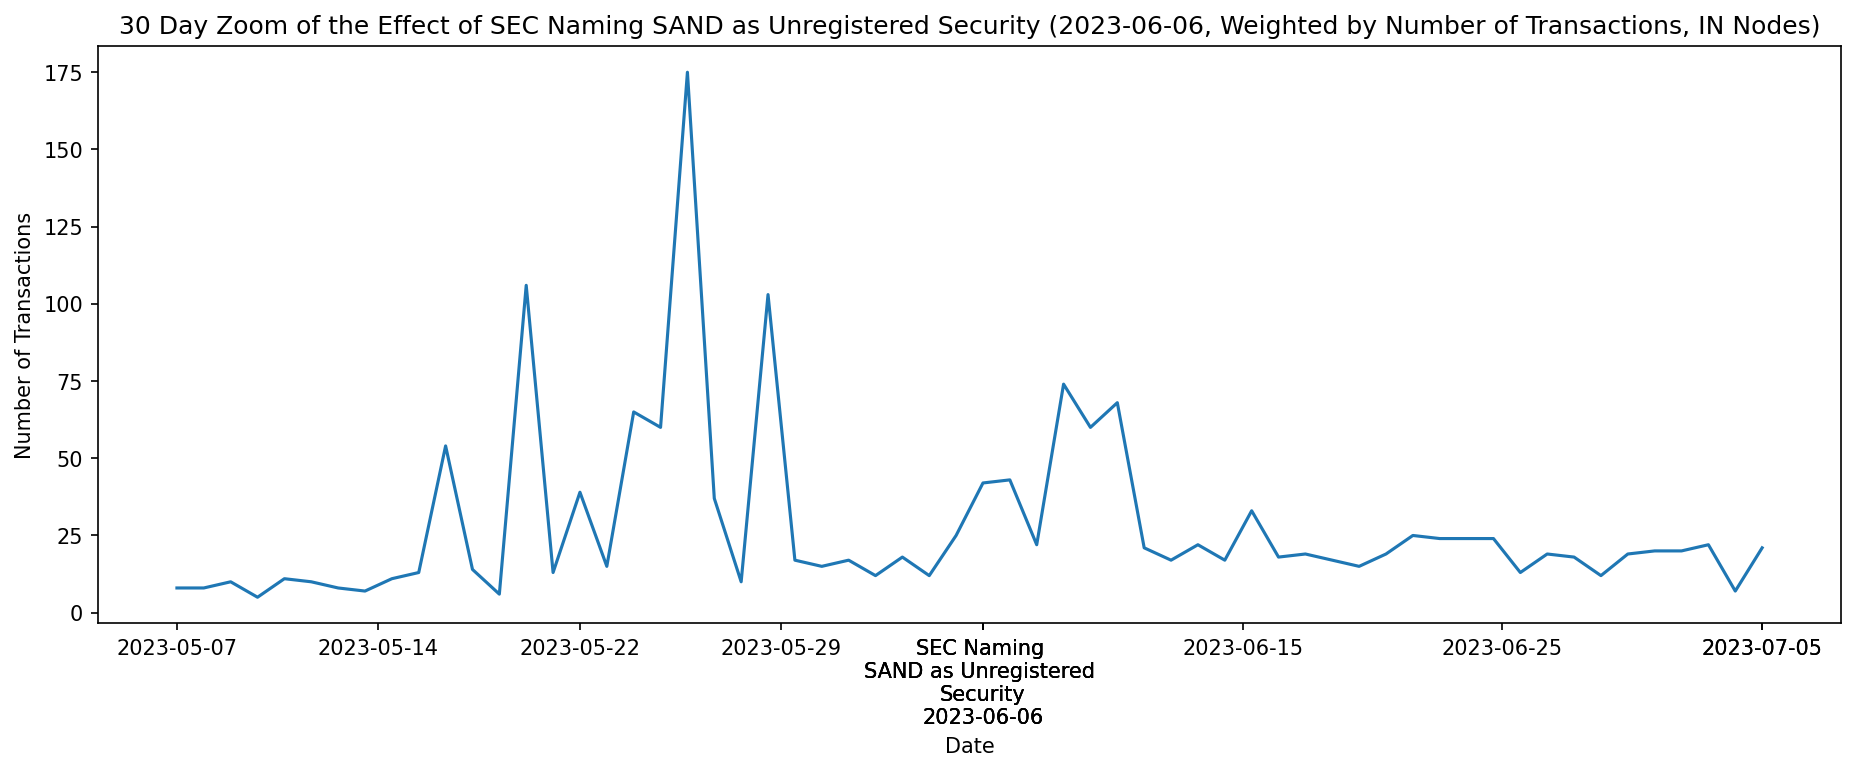 30 Day Zoom of the Effect of SEC Naming SAND as Unregistered Security (2023-06-06, Weighted by Number of Transactions, IN Nodes)
Number of Transactions
175
150
125
100
75
50
25
0
2023-05-07
2023-05-14
2023-05-22
2023-05-29
SEC Naming
SAND as Unregistered
Security
2023-06-06
2023-06-15
2023-06-25
2023-07-05
Date